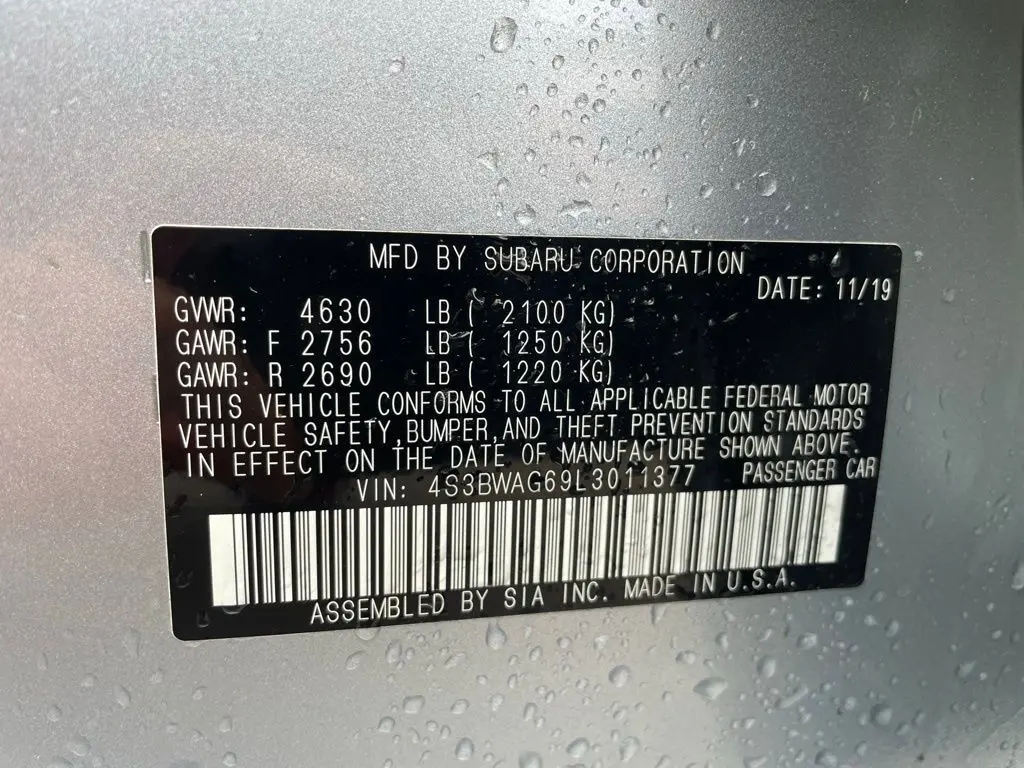 MFD BY SUBARU CORPORATION
DATE: 11/19
GVWR: 4630 LB ( 2100 KG)
GAWR: F 2756 LB ( 1250 KG)
GAWR: R 2690 LB ( 1220 KG)
THIS VEHICLE CONFORMS TO ALL APPLICABLE FEDERAL MOTOR
VEHICLE SAFETY, BUMPER, AND THEFT PREVENTION STANDARDS
IN EFFECT ON THE DATE OF MANUFACTURE SHOWN ABOVE.
VIN: 4S3BWAG69L3011377 PASSENGER CAR
ASSEMBLED BY SIA INC. MADE IN U.S.A.